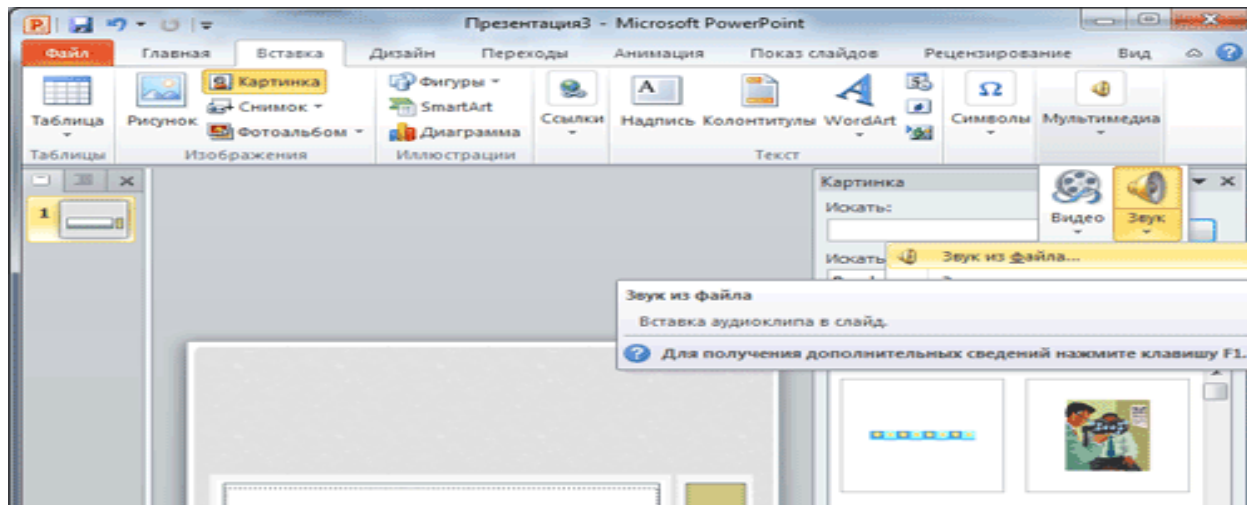 Презентация3 - Microsoft PowerPoint
Файл Главная Вставка Дизайн Переходы Анимация Показ слайдов Рецензирование Вид
Таблица
Рисунок
Картинка
Снимок
Фотоальбом
Фигуры
SmartArt
Диаграмма
Ссылки
Надпись Колонтитулы WordArt
Символы
Мультимедиа
Таблицы Изображения Иллюстрации Текст
1
Картинка
Искать:
Видео Звук
Искать
Звук из файла...
Звук из файла
Вставка аудиоклипа в слайд.
Для получения дополнительных сведений нажмите клавишу F1.